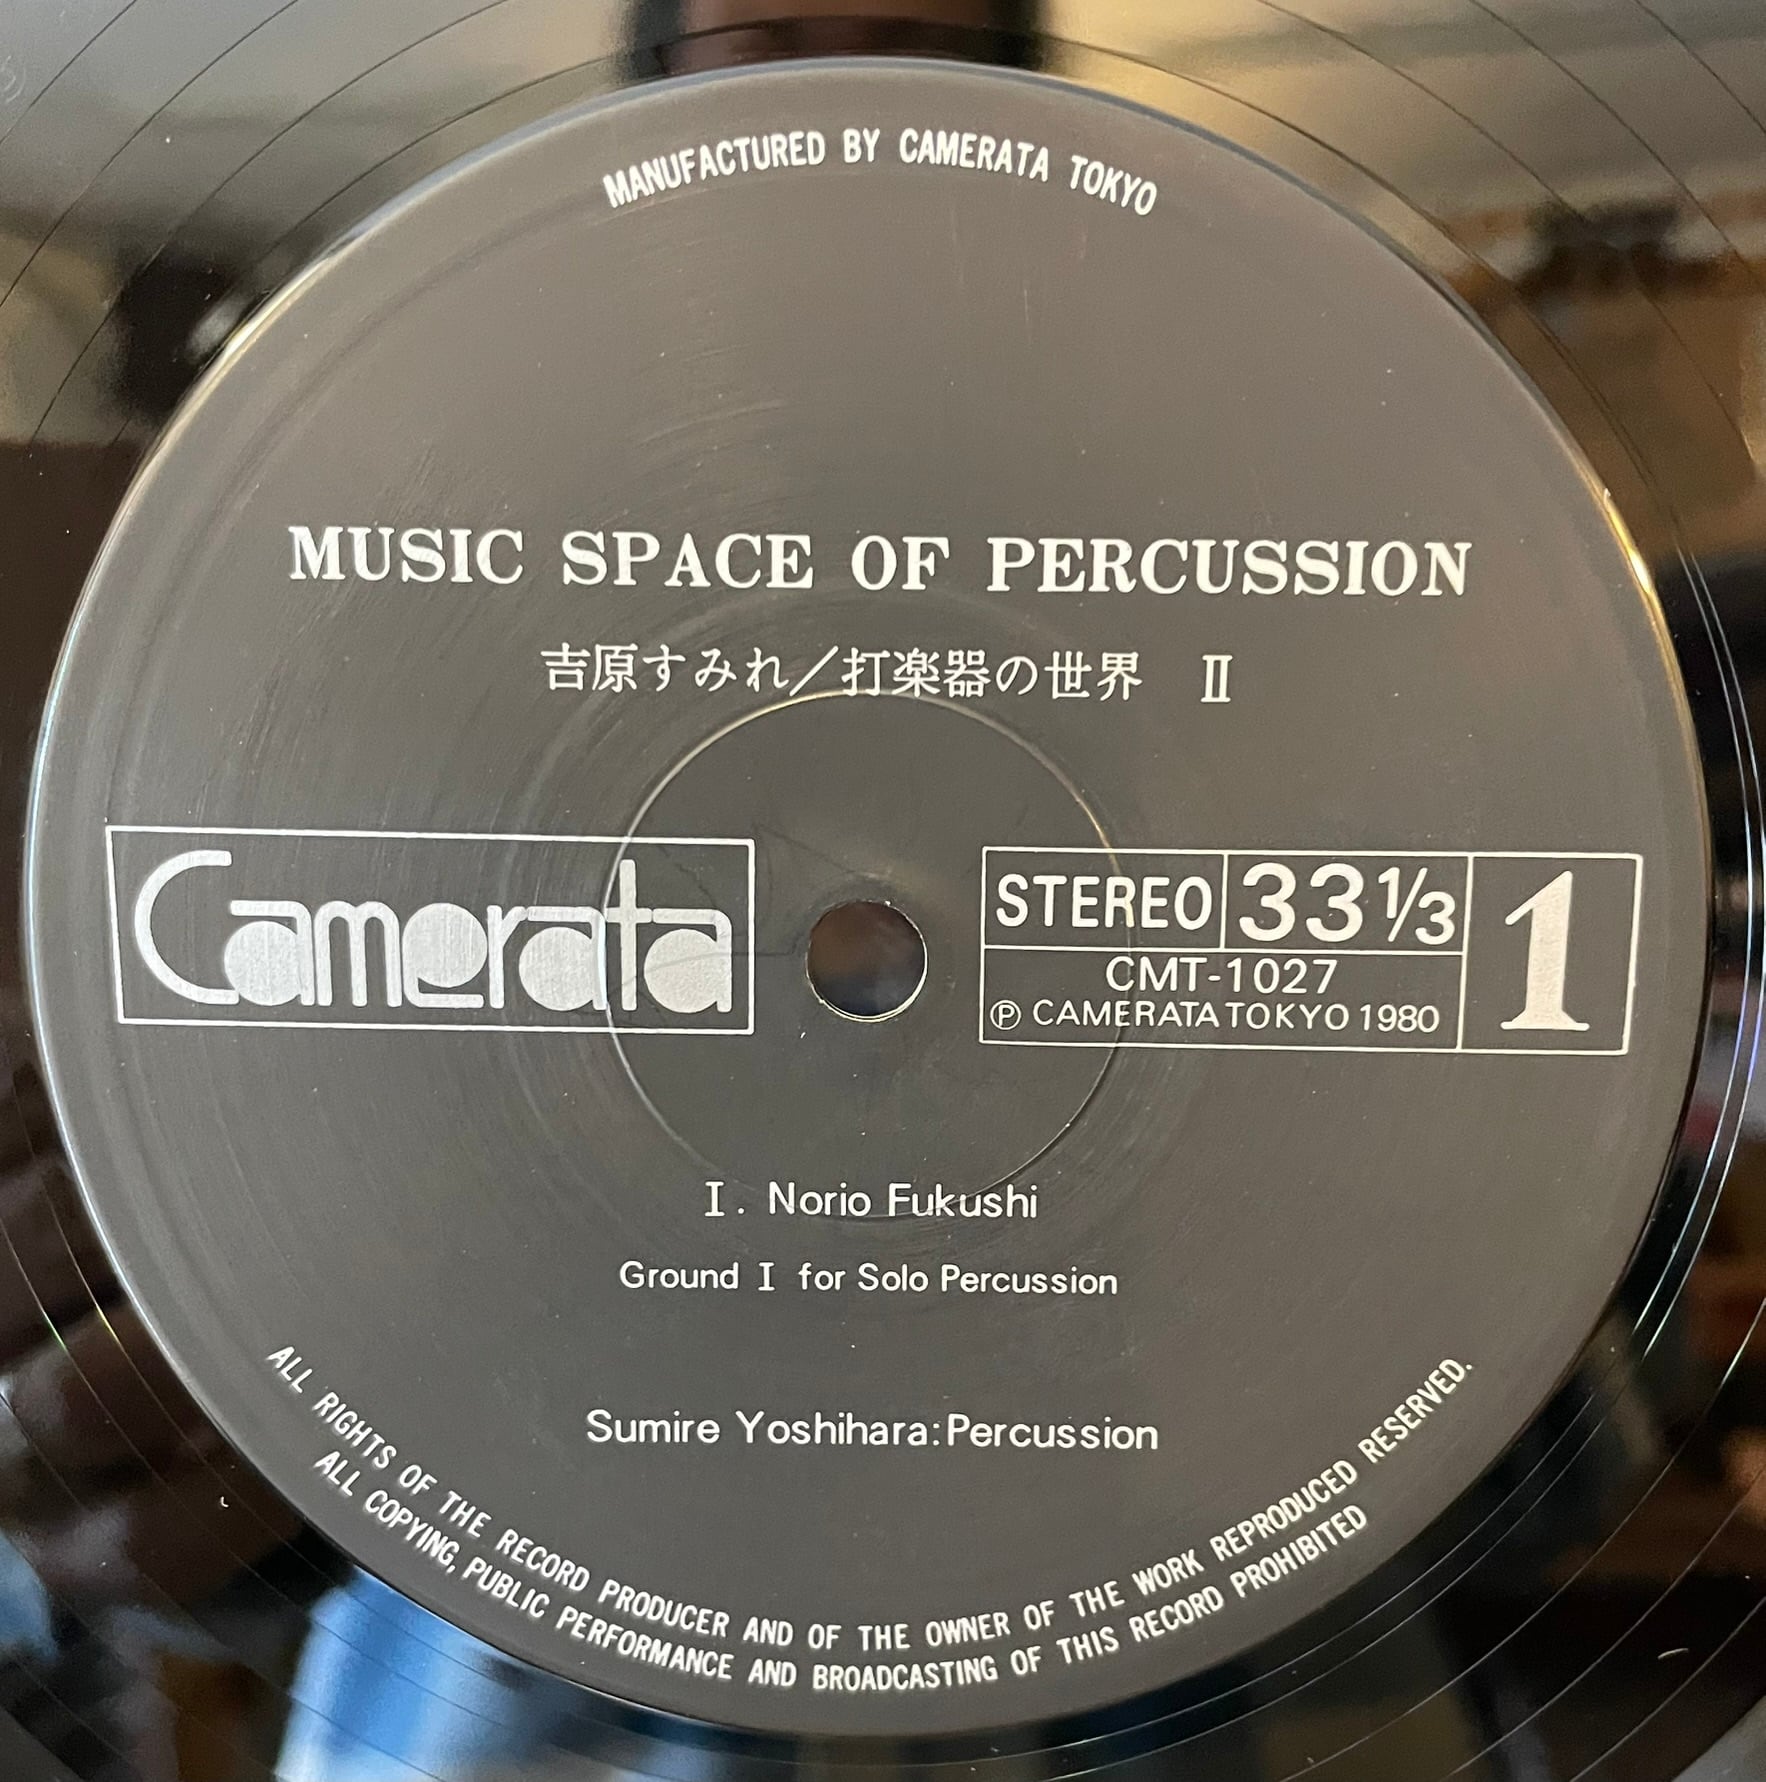 MANUFACTURED BY CAMERATA TOKYO
MUSIC SPACE OF PERCUSSION
吉原すみれ／打楽器の世界 Ⅱ
Camerata
STEREO 33 1/3
CMT-1027
Ⓟ CAMERATA TOKYO 1980
1
Ⅰ. Norio Fukushi
Ground Ⅰ for Solo Percussion
Sumire Yoshihara:Percussion
ALL RIGHTS OF THE RECORD PRODUCER AND OF THE OWNER OF THE WORK REPRODUCED RESERVED.
ALL COPYING, PUBLIC PERFORMANCE AND BROADCASTING OF THIS RECORD PROHIBITED